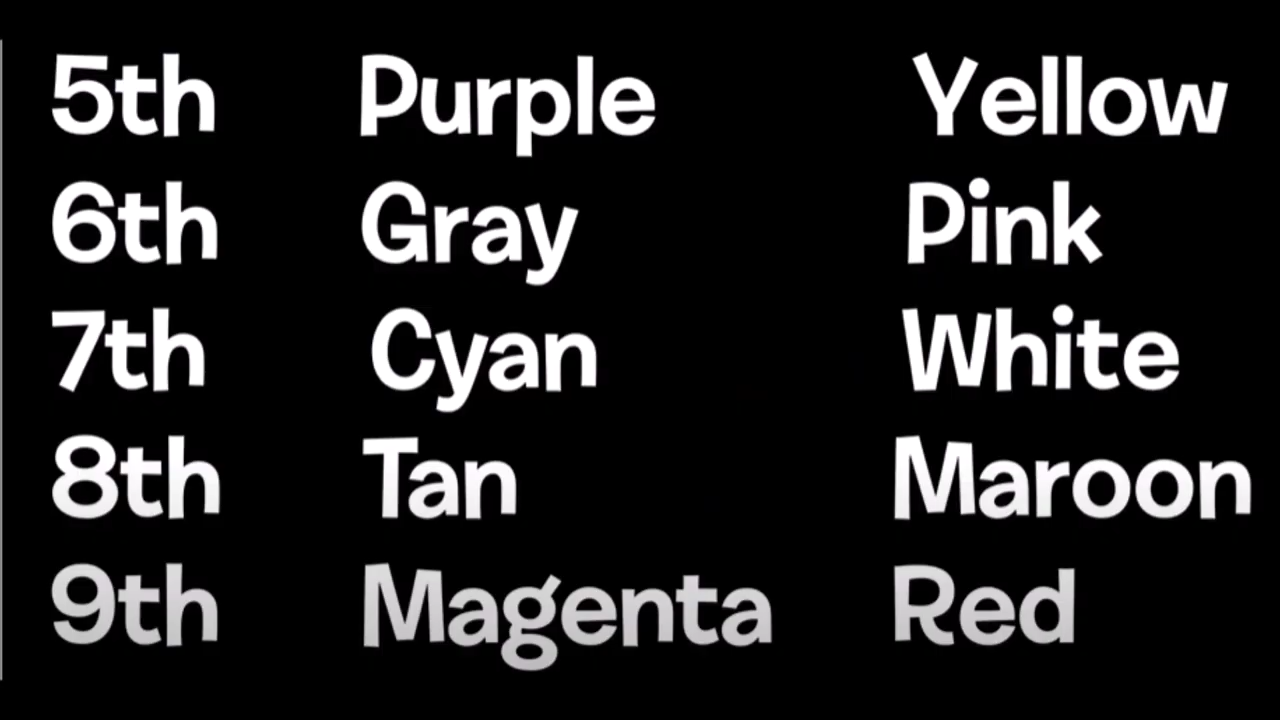 5th Purple Yellow
6th Gray Pink
7th Cyan White
8th Tan Maroon
9th Magenta Red